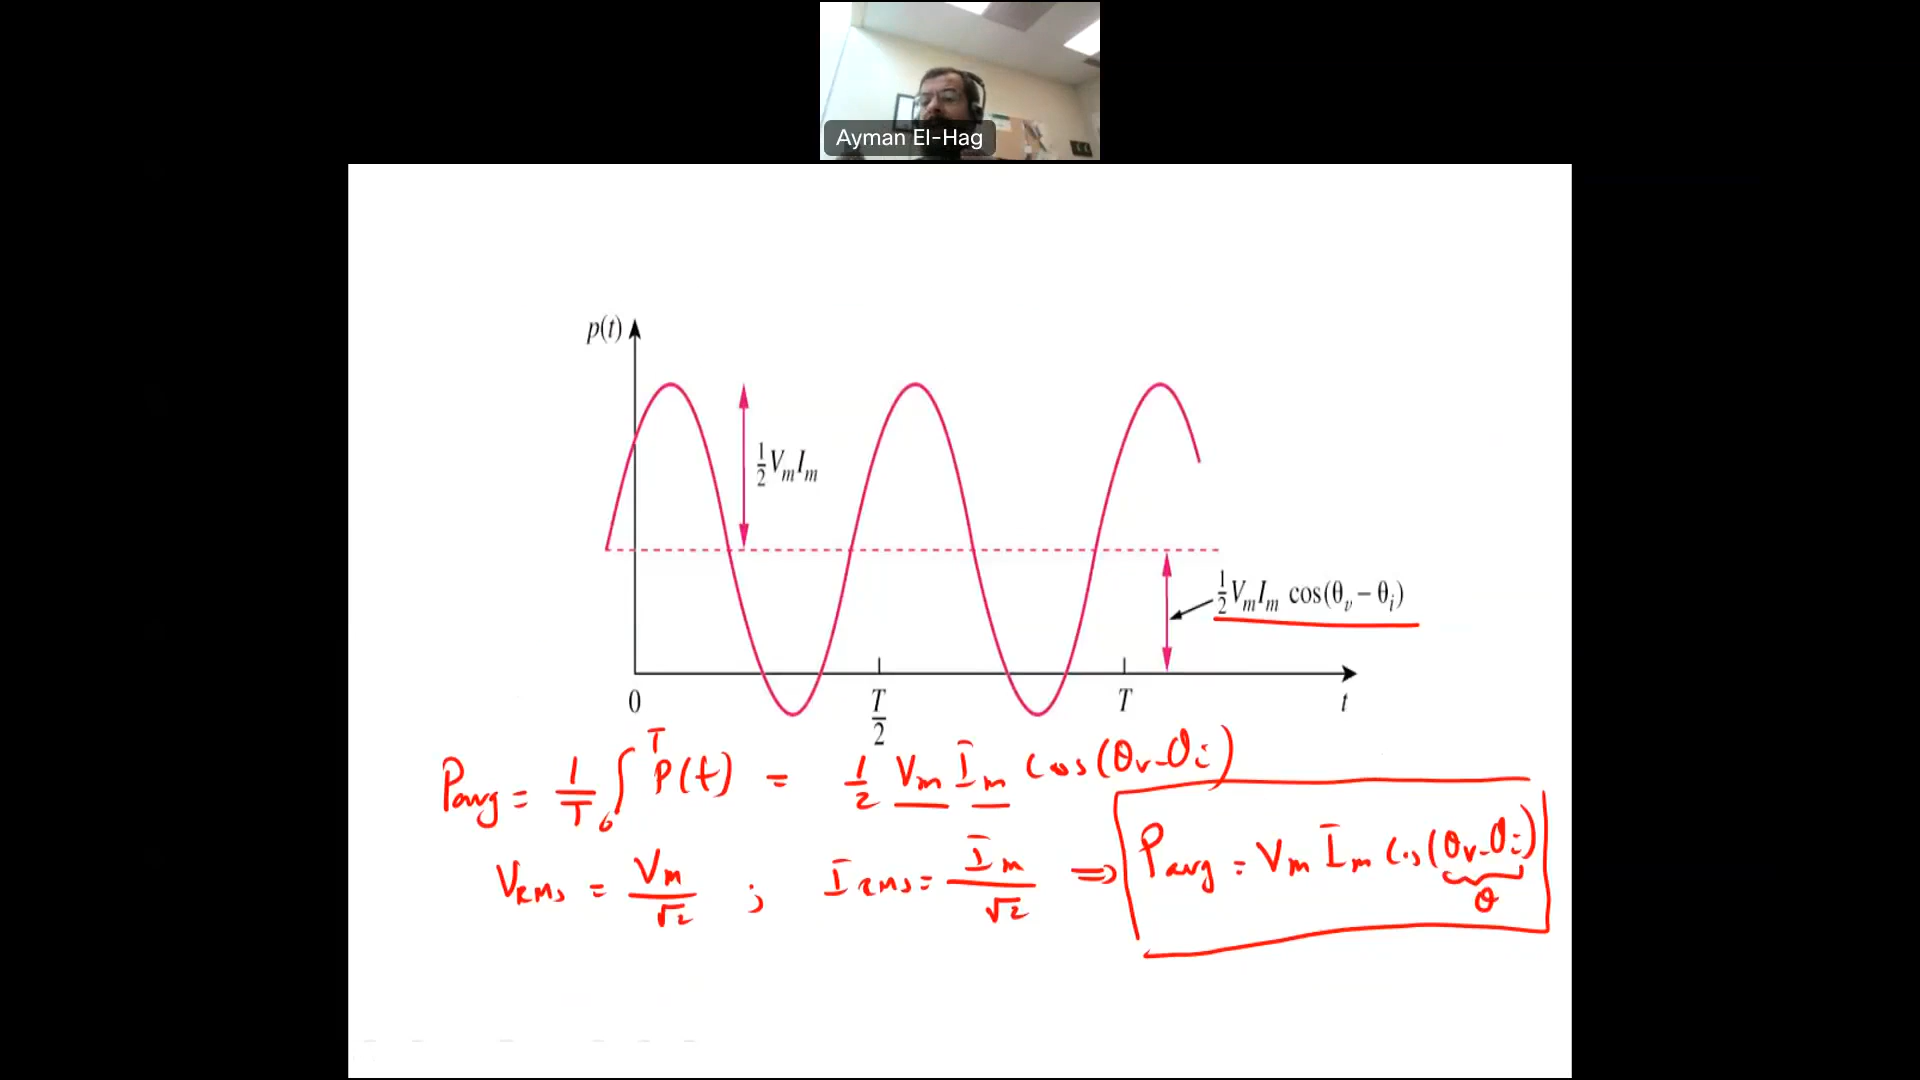 Ayman El-Hag
p(t)
½VₘIₘ
½VₘIₘ cos(θᵥ − θᵢ)
0 T/2 T t
Pavg = 1/T ∫₀ᵀ P(t) = 1/2 Vm Im Cos(θv-θi)
VRMS = Vm/√2 ; IRMS = Im/√2 ⇒ Pavg = Vm Im Cos(θv-θi)
θ